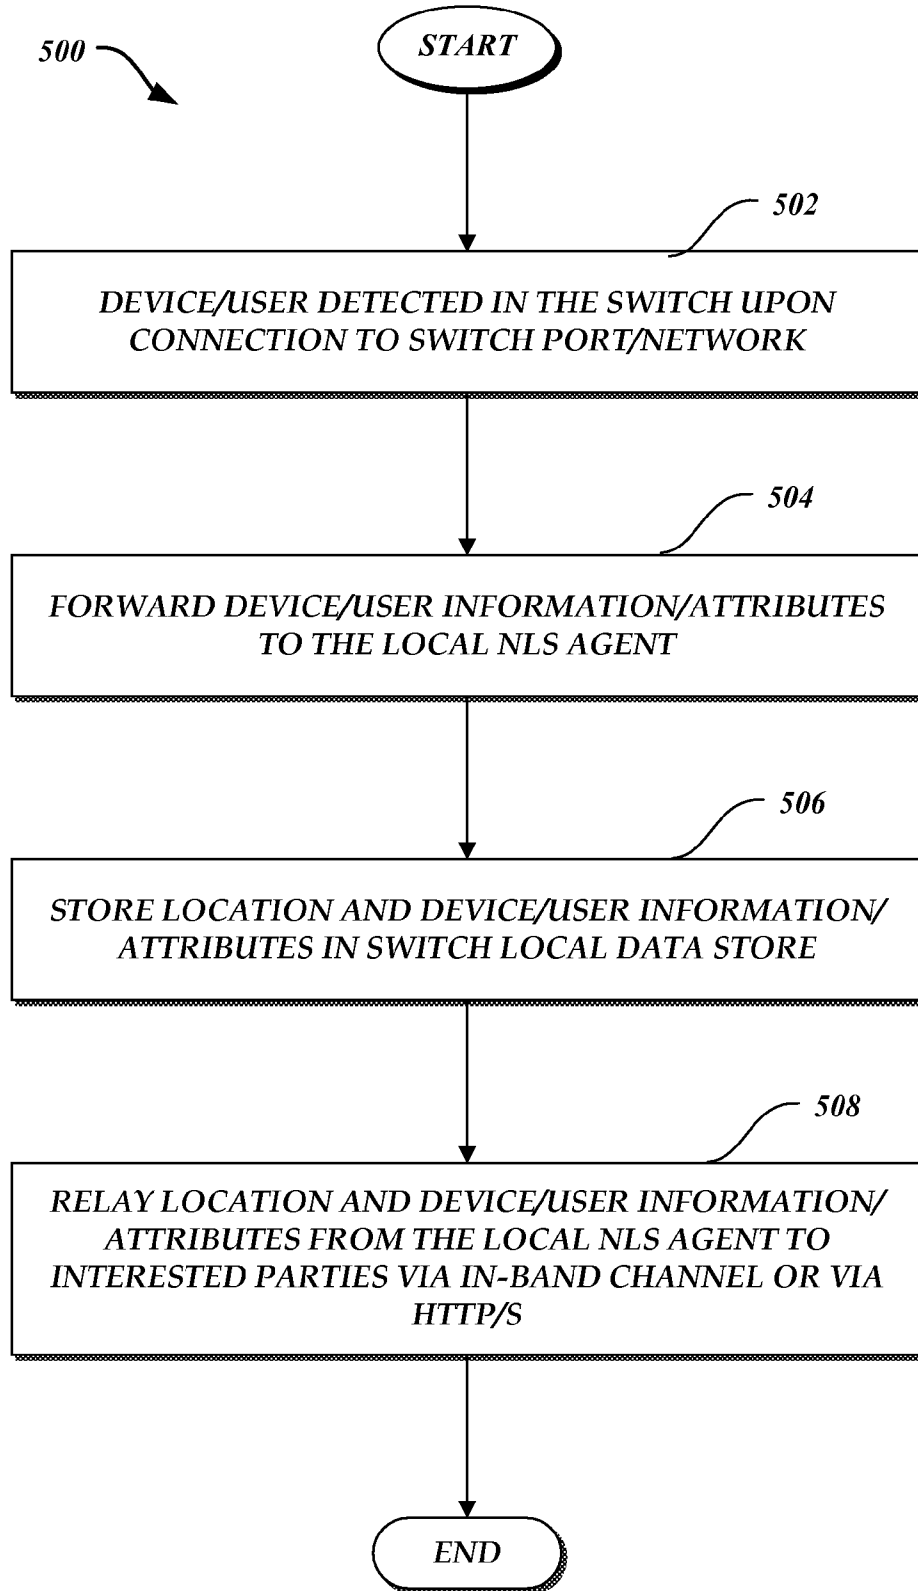 START
500
502
DEVICE/USER DETECTED IN THE SWITCH UPON
CONNECTION TO SWITCH PORT/NETWORK
504
FORWARD DEVICE/USER INFORMATION/ATTRIBUTES
TO THE LOCAL NLS AGENT
506
STORE LOCATION AND DEVICE/USER INFORMATION/
ATTRIBUTES IN SWITCH LOCAL DATA STORE
508
RELAY LOCATION AND DEVICE/USER INFORMATION/
ATTRIBUTES FROM THE LOCAL NLS AGENT TO
INTERESTED PARTIES VIA IN-BAND CHANNEL OR VIA
HTTP/S
END